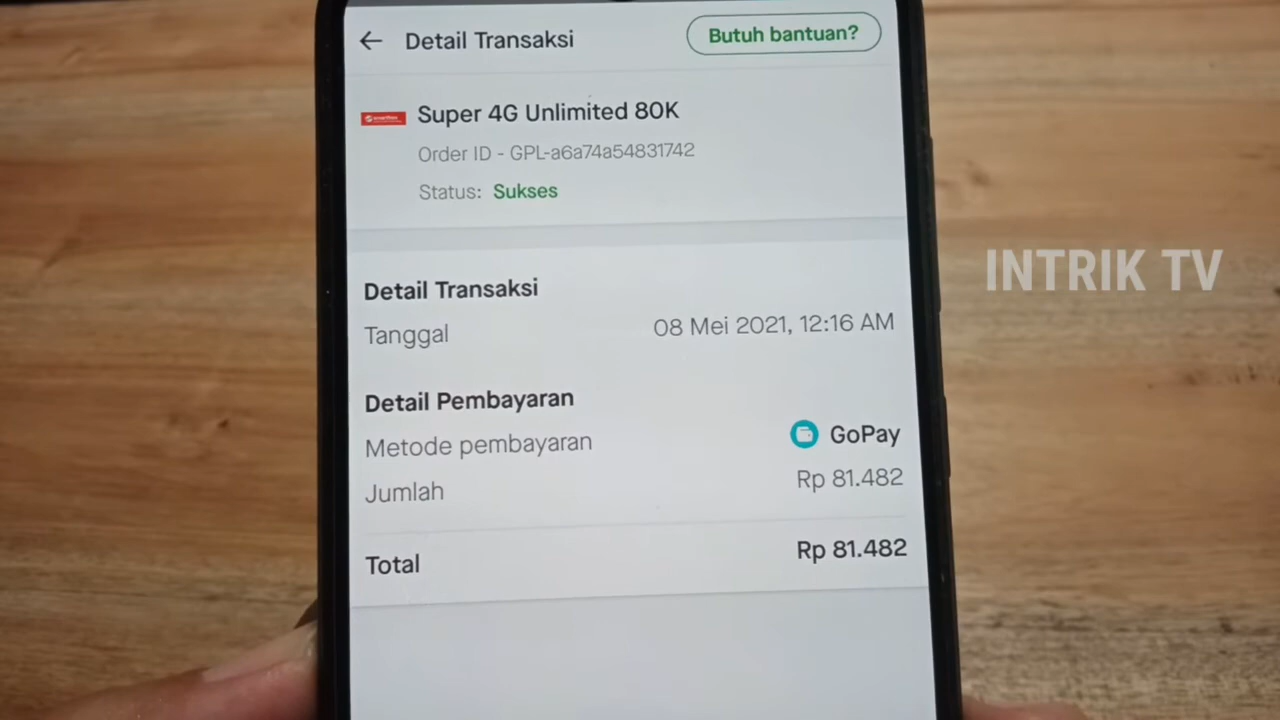 Detail Transaksi
Butuh bantuan?
Super 4G Unlimited 80K
Order ID - GPL-a6a74a54831742
Status: Sukses
Detail Transaksi
Tanggal 08 Mei 2021, 12:16 AM
Detail Pembayaran
Metode pembayaran GoPay
Jumlah Rp 81.482
Total Rp 81.482
INTRIK TV